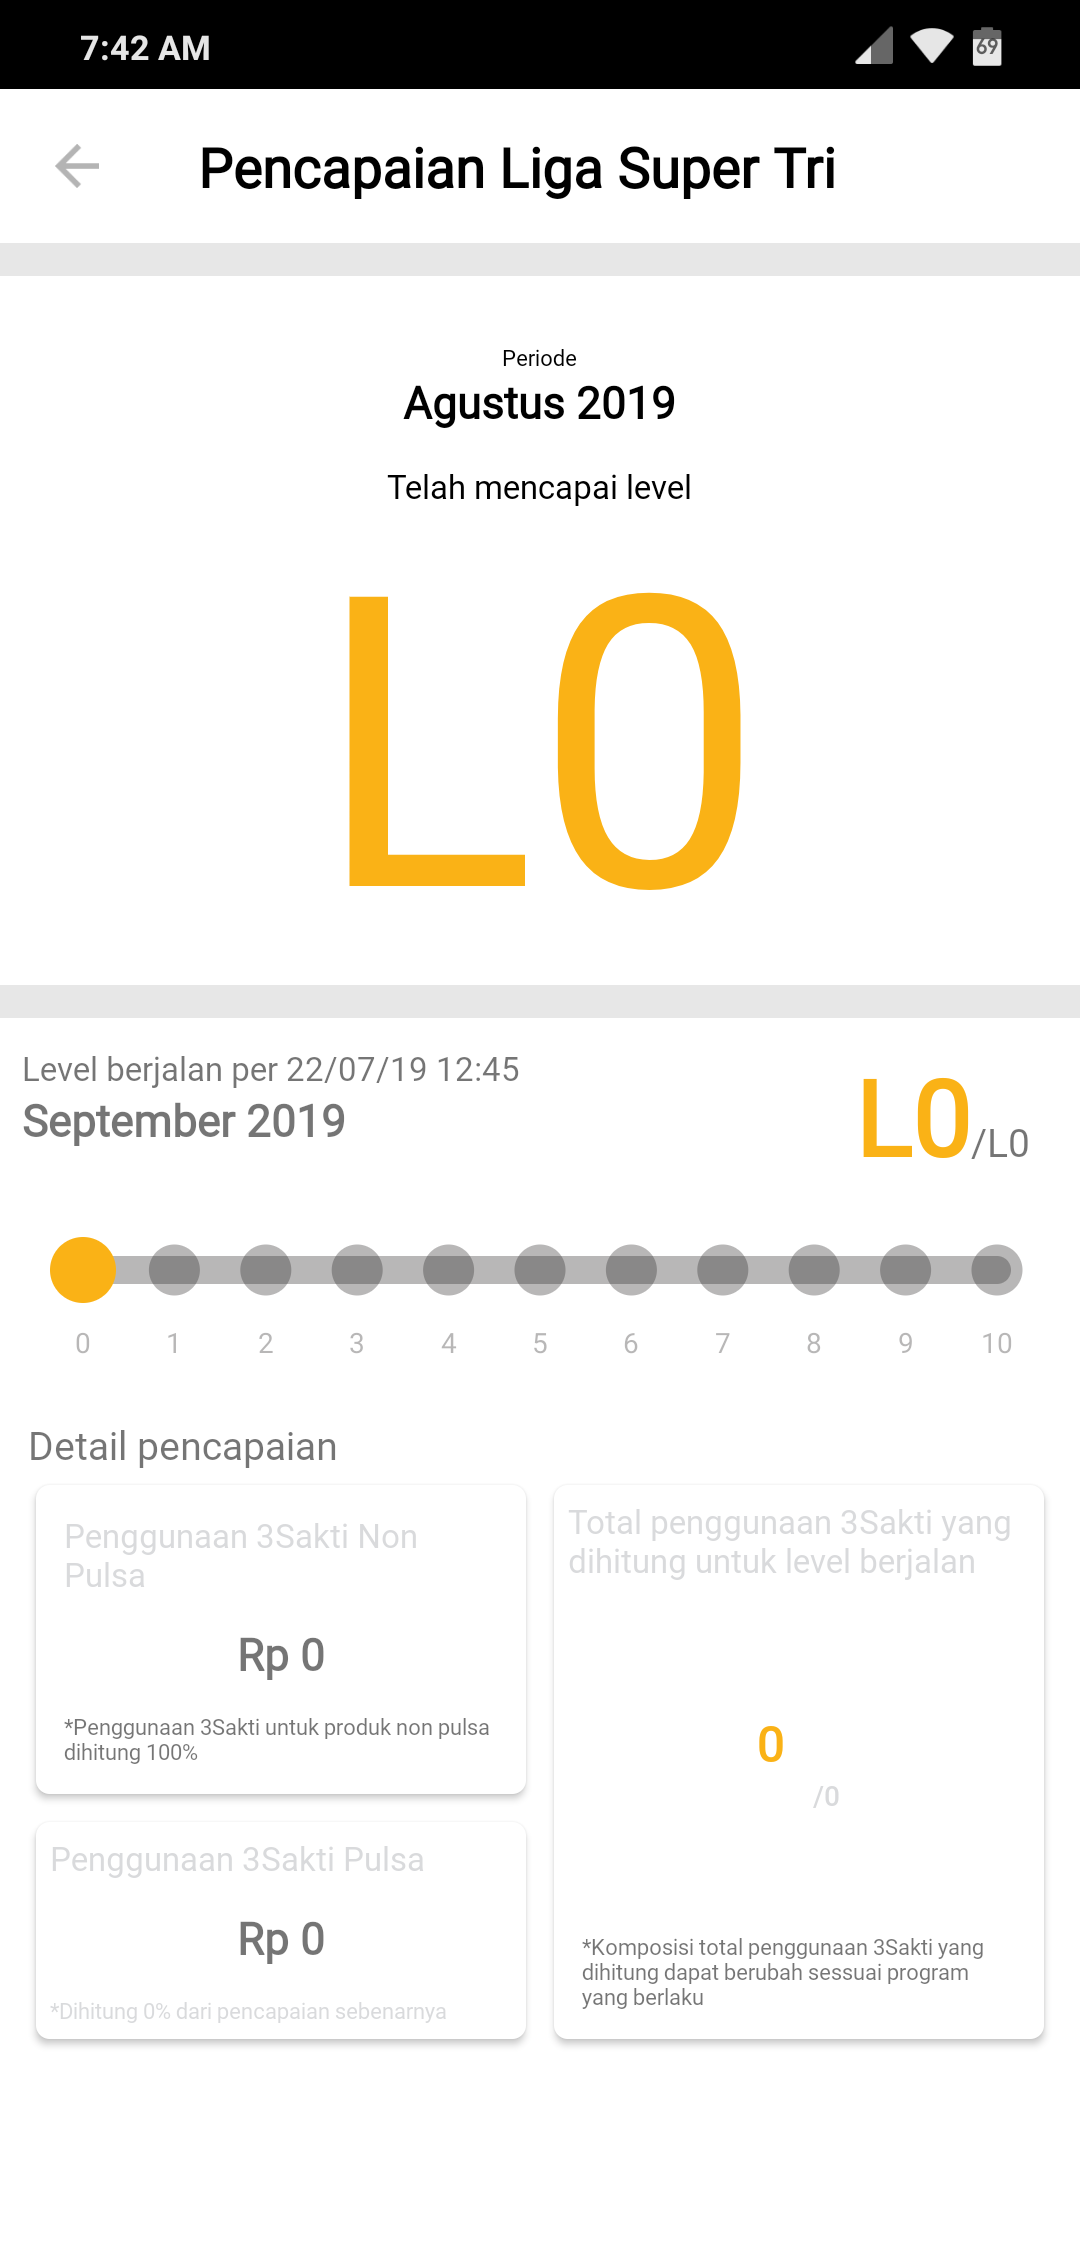 7:42 AM
69
Pencapaian Liga Super Tri
Periode
Agustus 2019
Telah mencapai level
L0
Level berjalan per 22/07/19 12:45
September 2019
L0/L0
0 1 2 3 4 5 6 7 8 9 10
Detail pencapaian
Penggunaan 3Sakti Non
Pulsa
Rp 0
*Penggunaan 3Sakti untuk produk non pulsa
dihitung 100%
Penggunaan 3Sakti Pulsa
Rp 0
*Dihitung 0% dari pencapaian sebenarnya
Total penggunaan 3Sakti yang
dihitung untuk level berjalan
0
/0
*Komposisi total penggunaan 3Sakti yang
dihitung dapat berubah sessuai program
yang berlaku